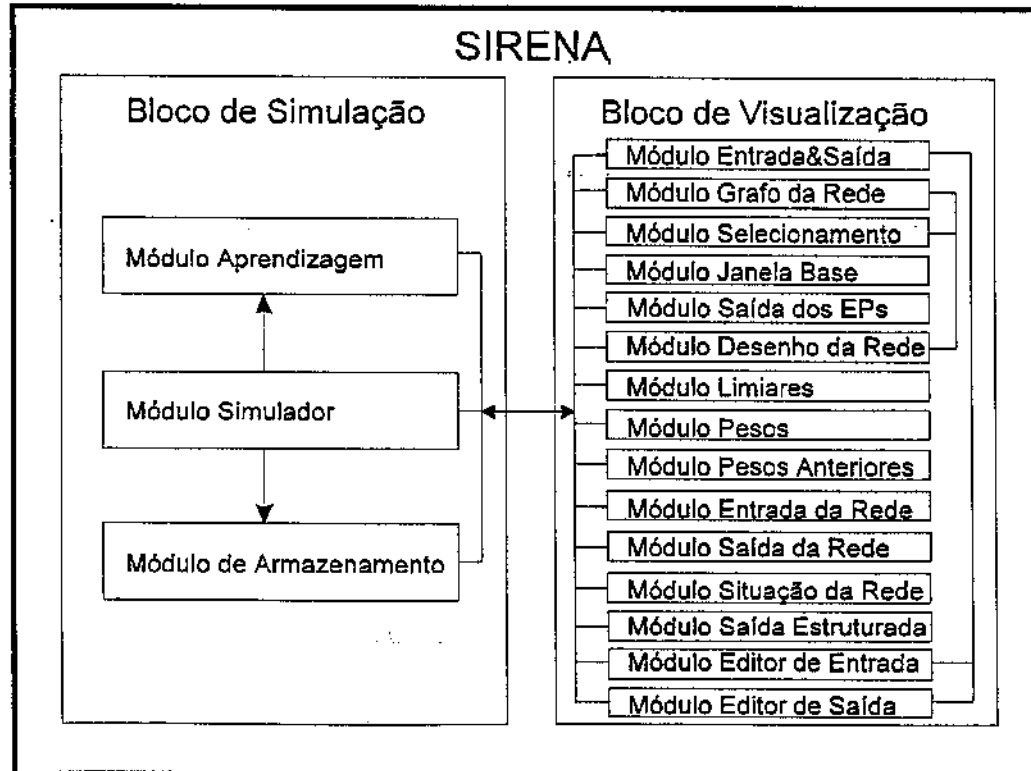 SIRENA
Bloco de Simulação
Módulo Aprendizagem
Módulo Simulador
Módulo de Armazenamento
Bloco de Visualização
Módulo Entrada&Saída
Módulo Grafo da Rede
Módulo Selecionamento
Módulo Janela Base
Módulo Saída dos EPs
Módulo Desenho da Rede
Módulo Limiares
Módulo Pesos
Módulo Pesos Anteriores
Módulo Entrada da Rede
Módulo Saída da Rede
Módulo Situação da Rede
Módulo Saída Estruturada
Módulo Editor de Entrada
Módulo Editor de Saída